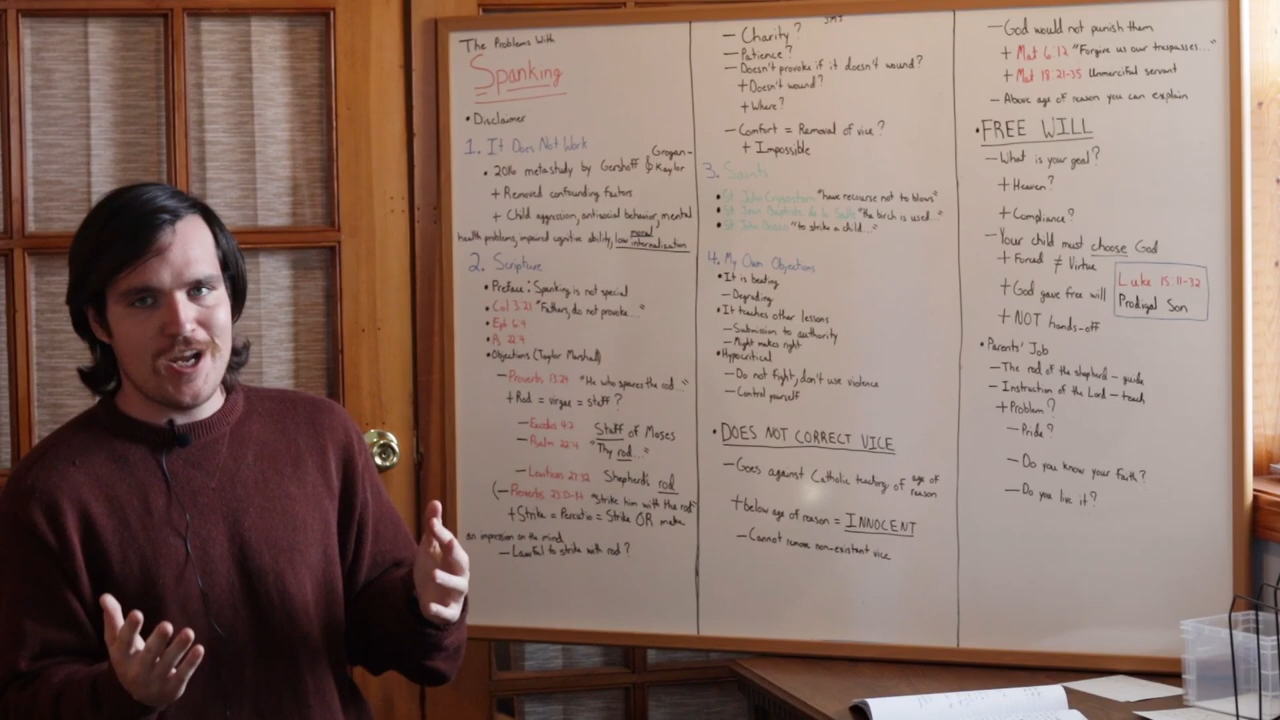 The Problems With
Spanking
• Disclaimer
1. It Does Not Work
• 2016 metastudy by Gershoff & Grogan-Kaylor
+ Removed confounding factors
+ Child aggression, antisocial behavior, mental
health problems, impaired cognitive ability, low moral internalization
2. Scripture
• Preface: Spanking is not special
• Col 3:21 "Fathers, do not provoke..."
• Eph 6:4
• Ps 22:4
• Objections (Taylor Marshall)
— Proverbs 13:24 "He who spares the rod..."
+ Rod = virgae = staff?
— Exodus 4:2 Staff of Moses
— Psalm 22:4 "Thy rod..."
— Leviticus 27:32 Shepherd's rod
(— Proverbs "Strike him with the rod"
+ Strike = Percutio = Strike OR make
an impression on the mind
— Lawful to strike with rod?
JMJ
— Charity?
— Patience?
— Doesn't provoke if it doesn't wound?
+ Doesn't wound?
+ Where?
— Comfort = Removal of vice?
+ Impossible
3. Saints
• St. John Chrysostom "have recourse not to blows"
• St. Jean Baptiste de la Salle "the birch is used..."
• St. John Bosco "to strike a child..."
4. My Own Objections
• It is beating
— Degrading
• It teaches other lessons
— Submission to authority
— Might makes right
• Hypocritical
— Do not fight, don't use violence
— Control yourself
• DOES NOT CORRECT VICE
— Goes against Catholic teaching of age of reason
+ below age of reason = INNOCENT
— Cannot remove non-existent vice
— God would not punish them
+ Mat 6:12 "Forgive us our trespasses..."
+ Mat 18:21-35 Unmerciful servant
— Above age of reason you can explain
• FREE WILL
— What is your goal?
+ Heaven?
+ Compliance?
— Your child must choose God
+ Forced ≠ Virtue
+ God gave free will
+ NOT hands-off
Luke 15:11-32
Prodigal Son
• Parents' Job
— The rod of the shepherd — guide
— Instruction of the Lord — teach
+ Problem?
— Pride?
— Do you know your Faith?
— Do you live it?